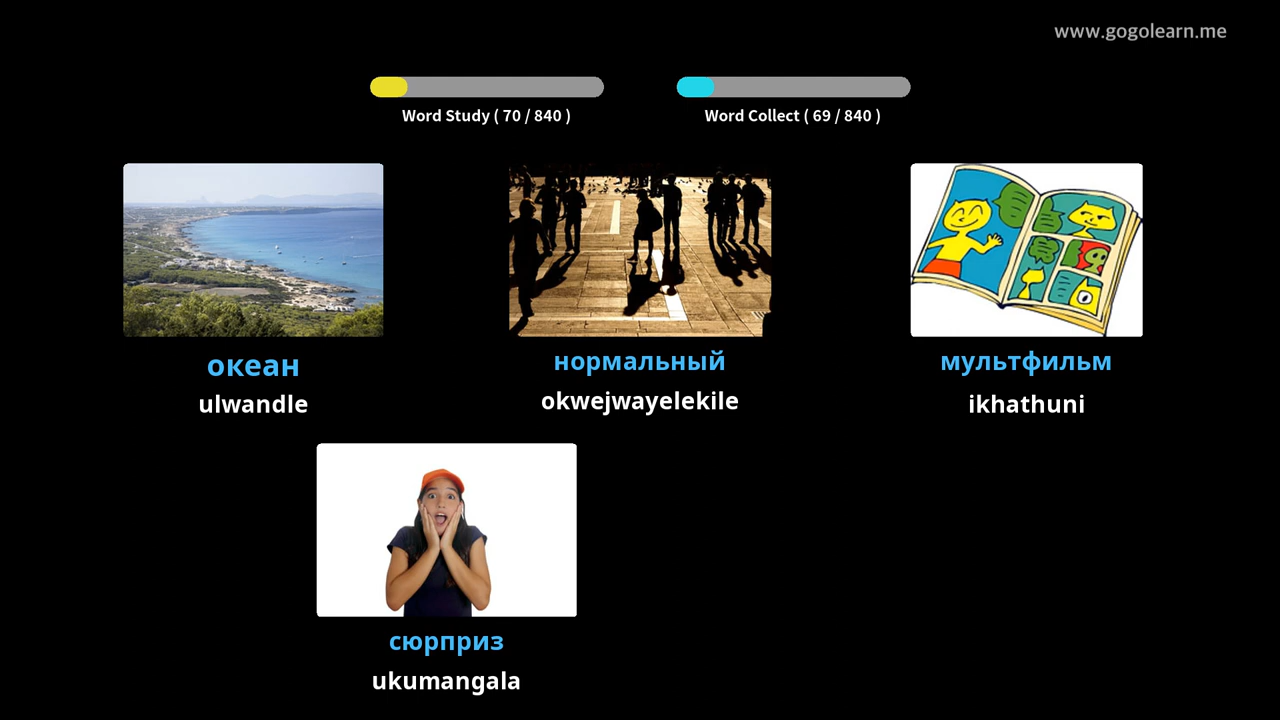 www.gogolearn.me
Word Study ( 70 / 840 )
Word Collect ( 69 / 840 )
океан
ulwandle
нормальный
okwejwayelekile
мультфильм
ikhathuni
сюрприз
ukumangala